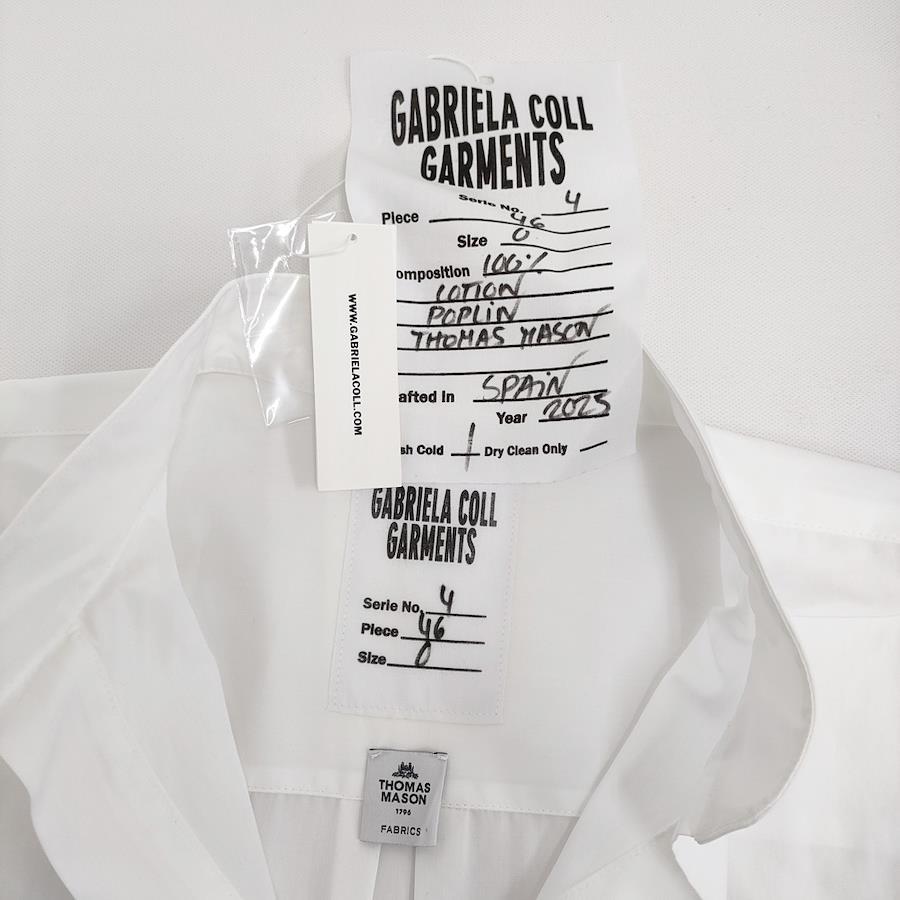 GABRIELA COLL
GARMENTS
Serie No. 4
Piece 46
Size 0
omposition 100%
COTTON
POPLIN
THOMAS MASON
afted in SPAIN
Year 2025
sh Cold / Dry Clean Only
WWW.GABRIELACOLL.COM
GABRIELA COLL
GARMENTS
Serie No. 4
Piece 46
Size 0
THOMAS
MASON
1796
FABRICS